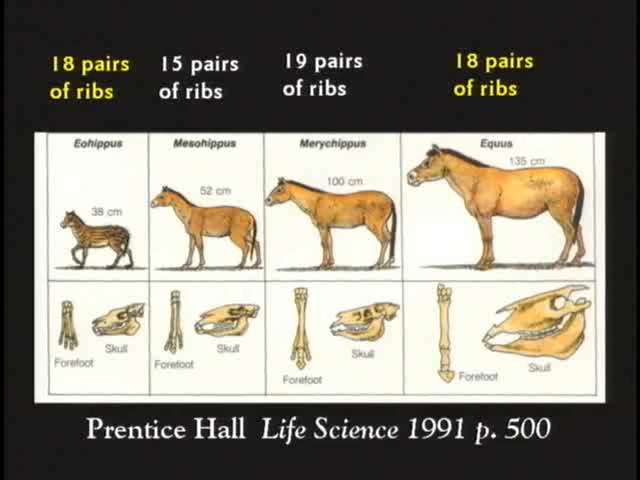 18 pairs
of ribs
15 pairs
of ribs
19 pairs
of ribs
18 pairs
of ribs
Eohippus
Mesohippus
Merychippus
Equus
38 cm
52 cm
100 cm
135 cm
Forefoot
Skull
Forefoot
Skull
Forefoot
Skull
Forefoot
Skull
Prentice Hall Life Science 1991 p. 500